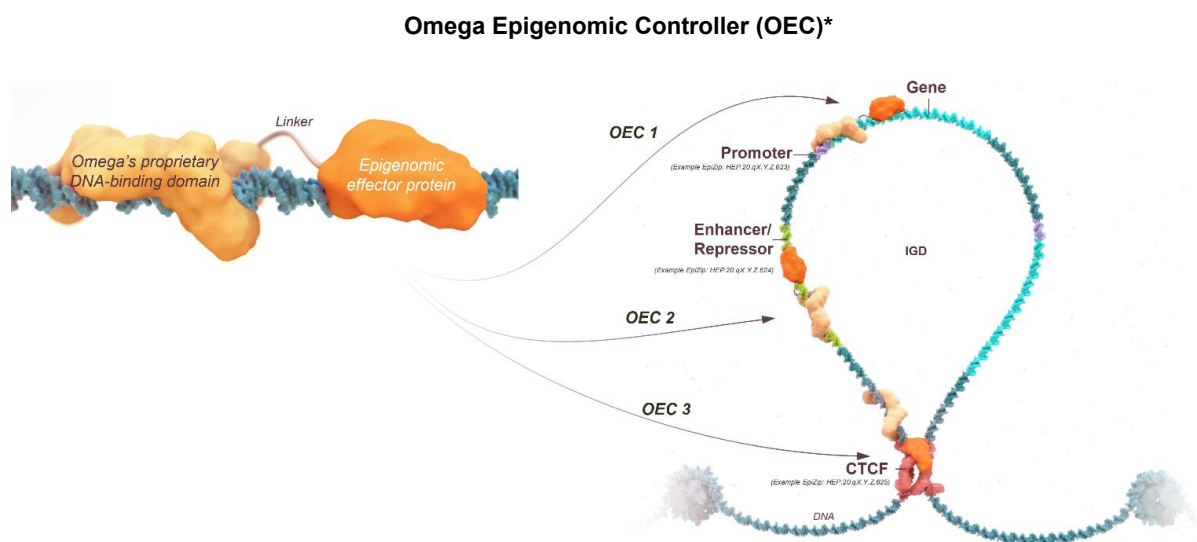 Omega Epigenomic Controller (OEC)*
Linker
Omega's proprietary
DNA-binding domain
Epigenomic
effector protein
OEC 1
OEC 2
OEC 3
Gene
Promoter
(Example EpiZip: HEP.20.qX.Y.Z.623)
Enhancer/
Repressor
(Example EpiZip: HEP.20.qX.Y.Z.624)
IGD
CTCF
(Example EpiZip: HEP.20.qX.Y.Z.625)
DNA